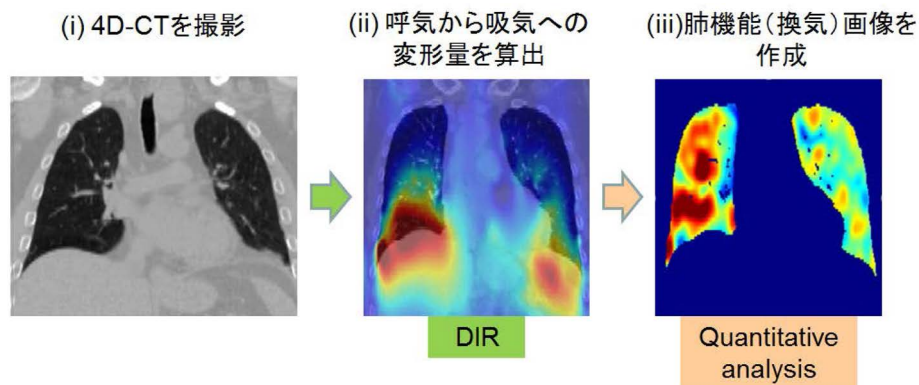 (i) 4D-CTを撮影
(ii) 呼気から吸気への
変形量を算出
(iii)肺機能(換気)画像を
作成
DIR
Quantitative
analysis